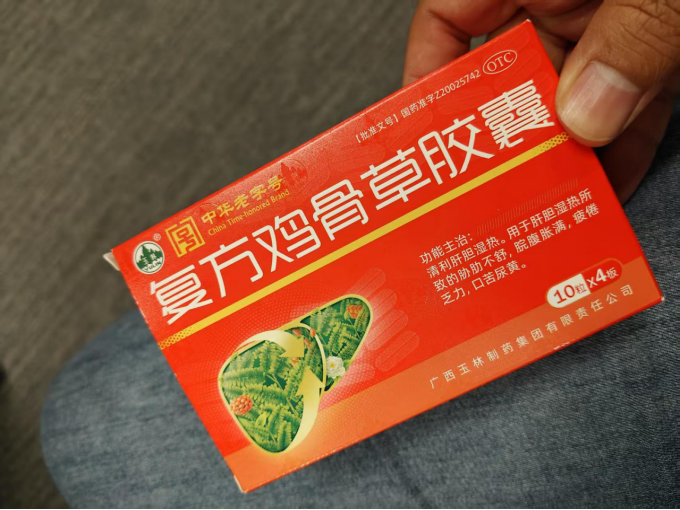 【批准文号】国药准字Z20025742
OTC
中华老字号
China Time-honored Brand
复方鸡骨草胶囊
功能主治：
清利肝胆湿热。用于肝胆湿热所
致的胁肋不舒，脘腹胀满，疲倦
乏力，口苦尿黄。
10粒x4板
广西玉林制药集团有限责任公司